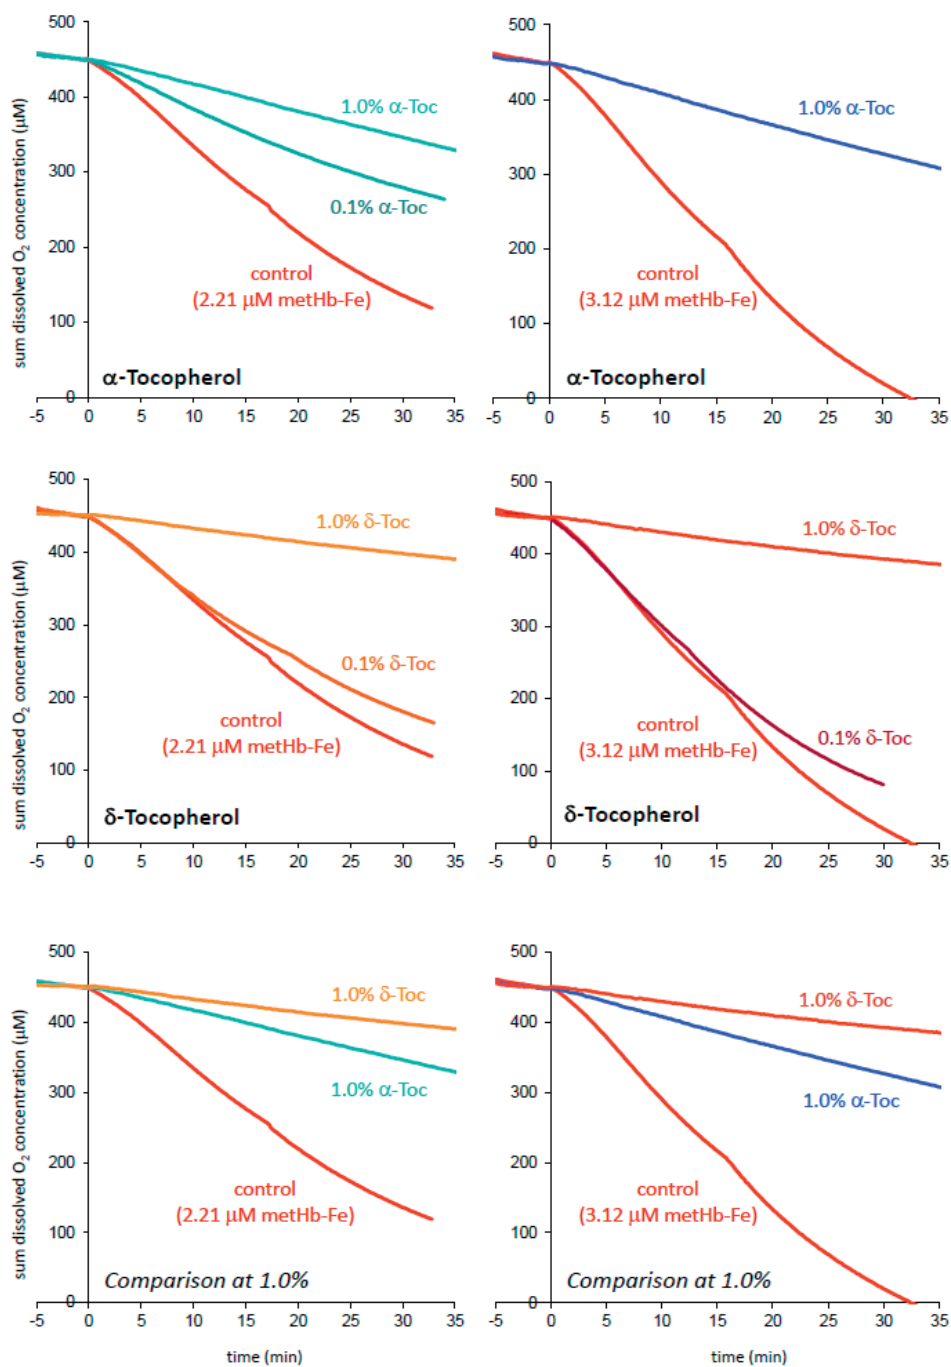 500
400
300
200
100
0
sum dissolved O₂ concentration (μM)
1.0% α-Toc
0.1% α-Toc
control
(2.21 μM metHb-Fe)
α-Tocopherol
-5 0 5 10 15 20 25 30 35
500
400
300
200
100
0
1.0% α-Toc
control
(3.12 μM metHb-Fe)
α-Tocopherol
-5 0 5 10 15 20 25 30 35
500
400
300
200
100
0
sum dissolved O₂ concentration (μM)
1.0% δ-Toc
0.1% δ-Toc
control
(2.21 μM metHb-Fe)
δ-Tocopherol
-5 0 5 10 15 20 25 30 35
500
400
300
200
100
0
1.0% δ-Toc
0.1% δ-Toc
control
(3.12 μM metHb-Fe)
δ-Tocopherol
-5 0 5 10 15 20 25 30 35
500
400
300
200
100
0
sum dissolved O₂ concentration (μM)
1.0% δ-Toc
1.0% α-Toc
control
(2.21 μM metHb-Fe)
Comparison at 1.0%
-5 0 5 10 15 20 25 30 35
time (min)
500
400
300
200
100
0
1.0% δ-Toc
1.0% α-Toc
control
(3.12 μM metHb-Fe)
Comparison at 1.0%
-5 0 5 10 15 20 25 30 35
time (min)